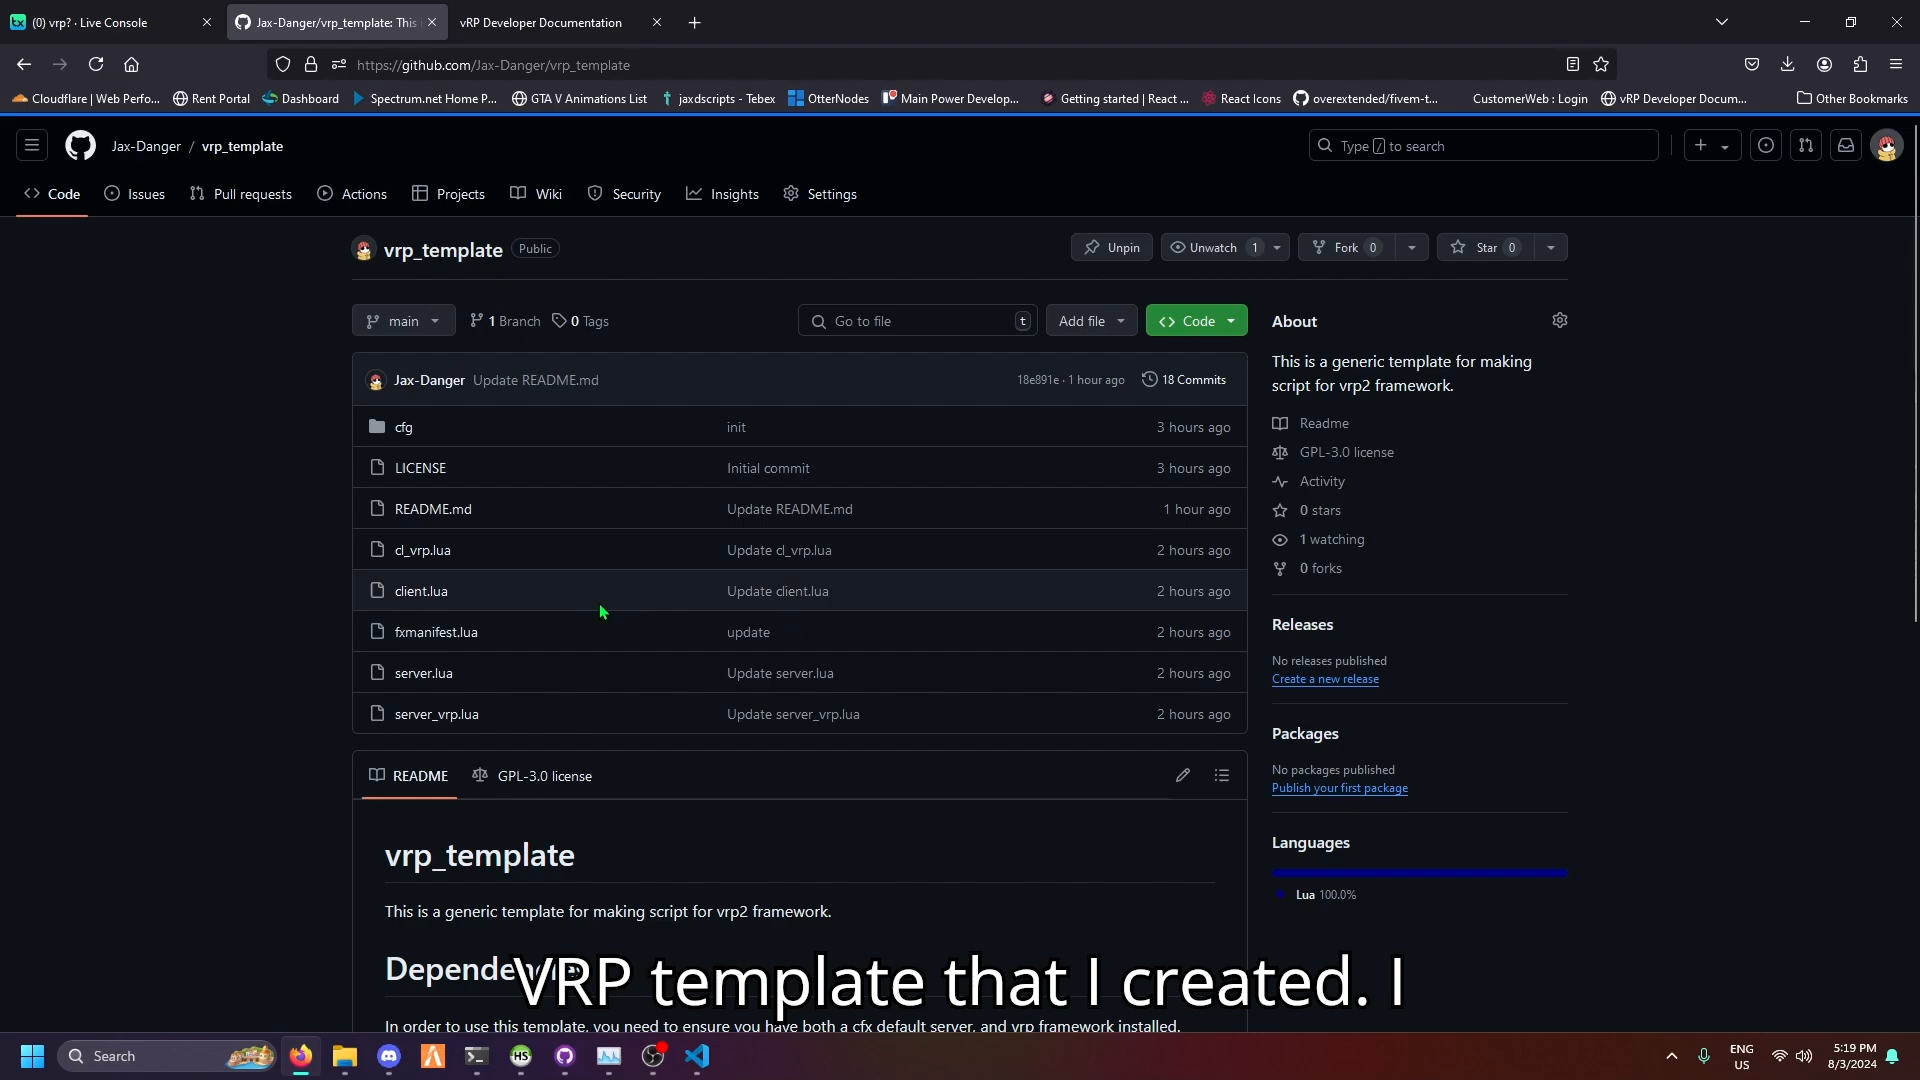 (0) vrp? · Live Console
Jax-Danger/vrp_template: This
vRP Developer Documentation
https://github.com/Jax-Danger/vrp_template
Cloudflare | Web Perfo...
Rent Portal
Dashboard
Spectrum.net Home P...
GTA V Animations List
jaxdscripts - Tebex
OtterNodes
Main Power Develop...
Getting started | React ...
React Icons
overextended/fivem-t...
CustomerWeb : Login
vRP Developer Docum...
Other Bookmarks
Jax-Danger / vrp_template
Type / to search
Code
Issues
Pull requests
Actions
Projects
Wiki
Security
Insights
Settings
vrp_template Public
Unpin
Unwatch 1
Fork 0
Star 0
main
1 Branch
0 Tags
Go to file t
Add file
Code
Jax-Danger Update README.md 18e891e · 1 hour ago 18 Commits
cfg init 3 hours ago
LICENSE Initial commit 3 hours ago
README.md Update README.md 1 hour ago
cl_vrp.lua Update cl_vrp.lua 2 hours ago
client.lua Update client.lua 2 hours ago
fxmanifest.lua update 2 hours ago
server.lua Update server.lua 2 hours ago
server_vrp.lua Update server_vrp.lua 2 hours ago
README
GPL-3.0 license
vrp_template
This is a generic template for making script for vrp2 framework.
In order to use this template, you need to ensure you have both a cfx default server, and vrp framework installed.
About
This is a generic template for making
script for vrp2 framework.
Readme
GPL-3.0 license
Activity
0 stars
1 watching
0 forks
Releases
No releases published
Create a new release
Packages
No packages published
Publish your first package
Languages
Lua 100.0%
VRP template that I created. I
Search
HS
ENG
US
5:19 PM
8/3/2024